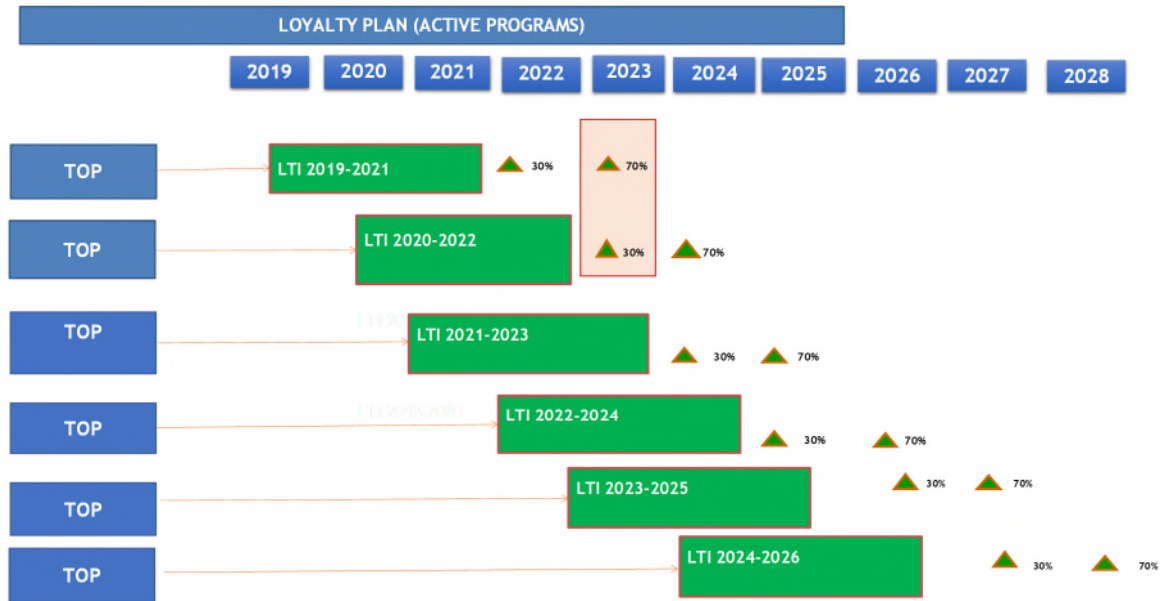 LOYALTY PLAN (ACTIVE PROGRAMS)
2019 2020 2021 2022 2023 2024 2025 2026 2027 2028
TOP LTI 2019-2021 30% 70%
TOP LTI 2020-2022 30% 70%
TOP LTI 2021-2023 30% 70%
TOP LTI 2022-2024 30% 70%
TOP LTI 2023-2025 30% 70%
TOP LTI 2024-2026 30% 70%